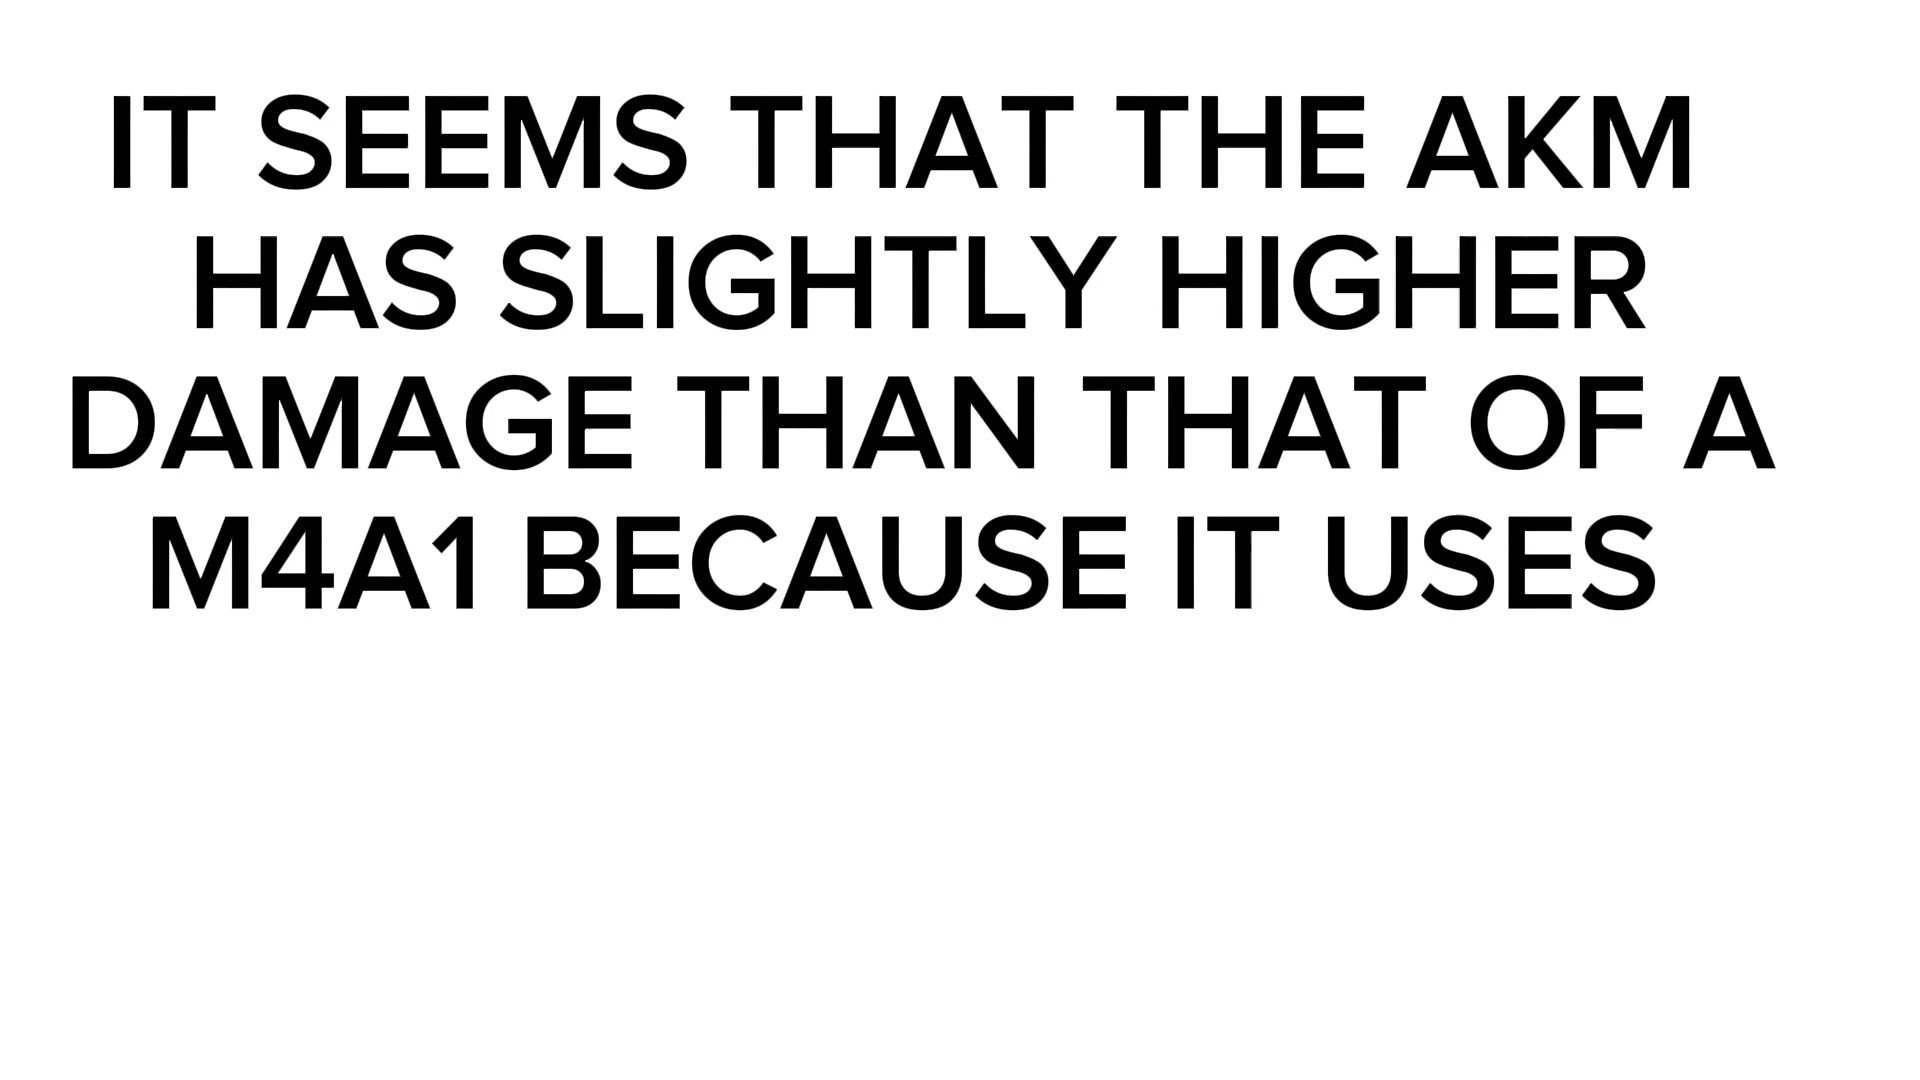 IT SEEMS THAT THE AKM
HAS SLIGHTLY HIGHER
DAMAGE THAN THAT OF A
M4A1 BECAUSE IT USES